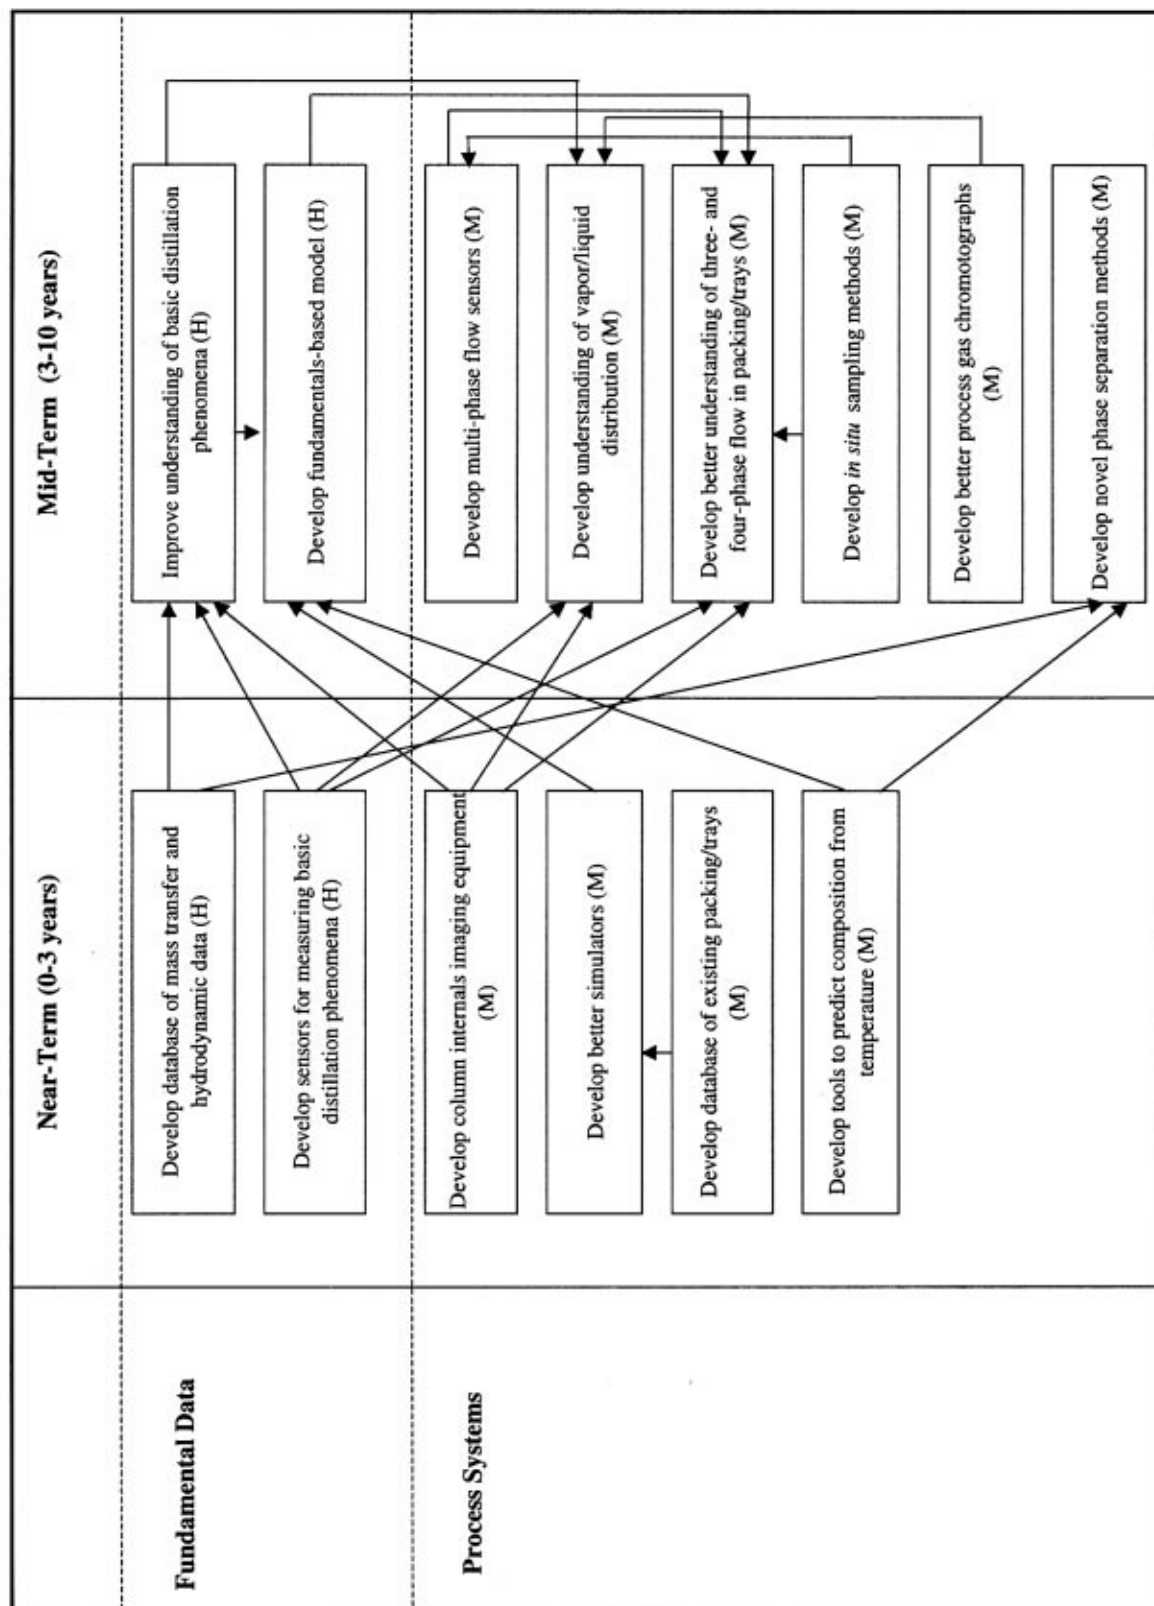 Near-Term (0-3 years)
Mid-Term (3-10 years)
Fundamental Data
Develop database of mass transfer and
hydrodynamic data (H)
Improve understanding of basic distillation
phenomena (H)
Develop sensors for measuring basic
distillation phenomena (H)
Develop fundamentals-based model (H)
Process Systems
Develop column internals imaging equipment
(M)
Develop multi-phase flow sensors (M)
Develop better simulators (M)
Develop understanding of vapor/liquid
distribution (M)
Develop database of existing packing/trays
(M)
Develop better understanding of three- and
four-phase flow in packing/trays (M)
Develop tools to predict composition from
temperature (M)
Develop in situ sampling methods (M)
Develop better process gas chromotographs
(M)
Develop novel phase separation methods (M)